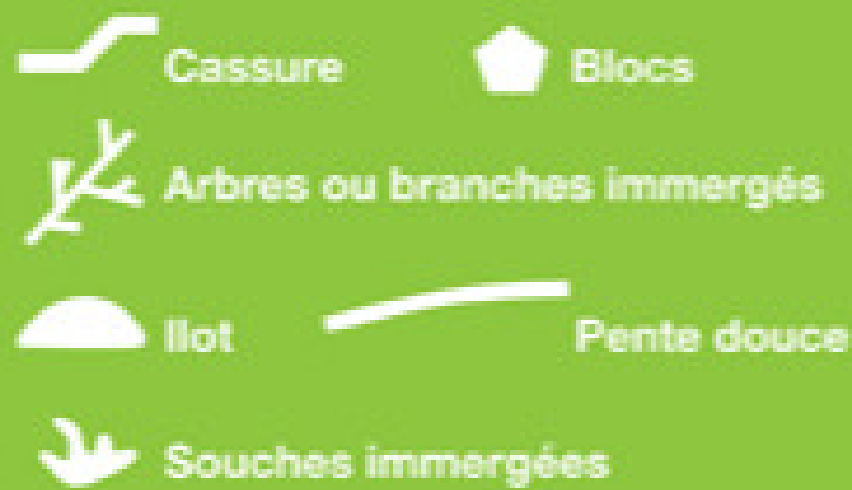 Cassure Blocs
Arbres ou branches immergés
Ilot Pente douce
Souches immergées